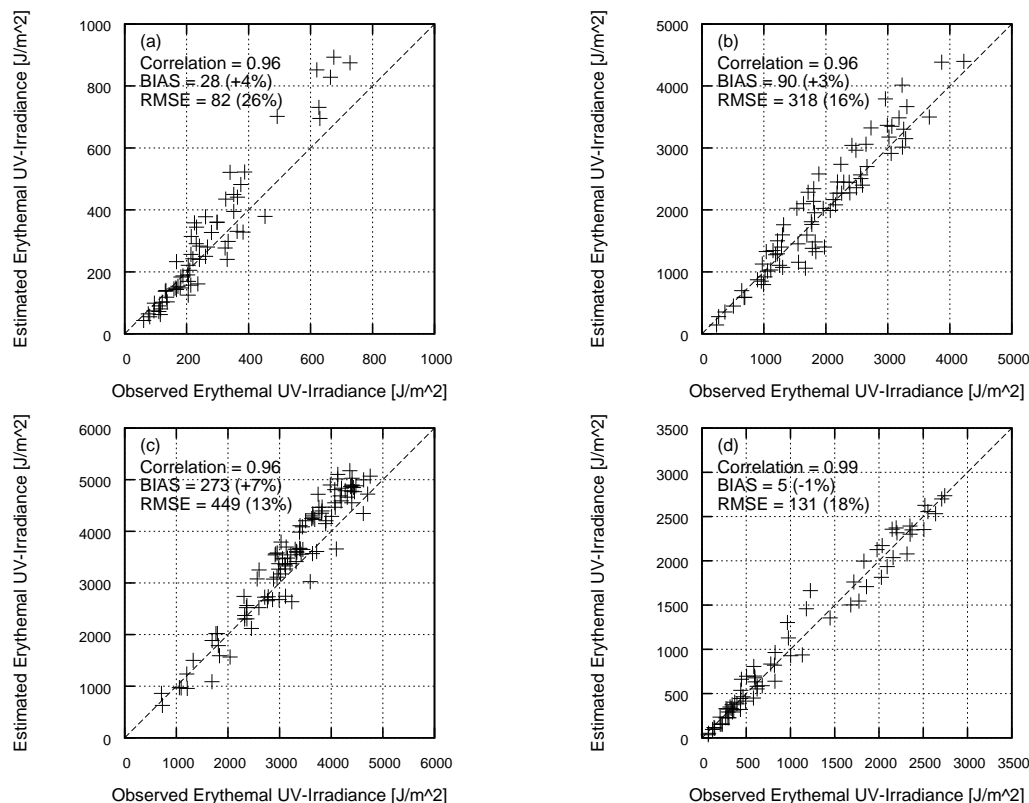 (a)
Correlation = 0.96
BIAS = 28 (+4%)
RMSE = 82 (26%)
Estimated Erythemal UV-Irradiance [J/m^2]
1000
800
600
400
200
0
0 200 400 600 800 1000
Observed Erythemal UV-Irradiance [J/m^2]
(b)
Correlation = 0.96
BIAS = 90 (+3%)
RMSE = 318 (16%)
Estimated Erythemal UV-Irradiance [J/m^2]
5000
4000
3000
2000
1000
0
0 1000 2000 3000 4000 5000
Observed Erythemal UV-Irradiance [J/m^2]
(c)
Correlation = 0.96
BIAS = 273 (+7%)
RMSE = 449 (13%)
Estimated Erythemal UV-Irradiance [J/m^2]
6000
5000
4000
3000
2000
1000
0
0 1000 2000 3000 4000 5000 6000
Observed Erythemal UV-Irradiance [J/m^2]
(d)
Correlation = 0.99
BIAS = 5 (-1%)
RMSE = 131 (18%)
Estimated Erythemal UV-Irradiance [J/m^2]
3500
3000
2500
2000
1500
1000
500
0
0 500 1000 1500 2000 2500 3000 3500
Observed Erythemal UV-Irradiance [J/m^2]